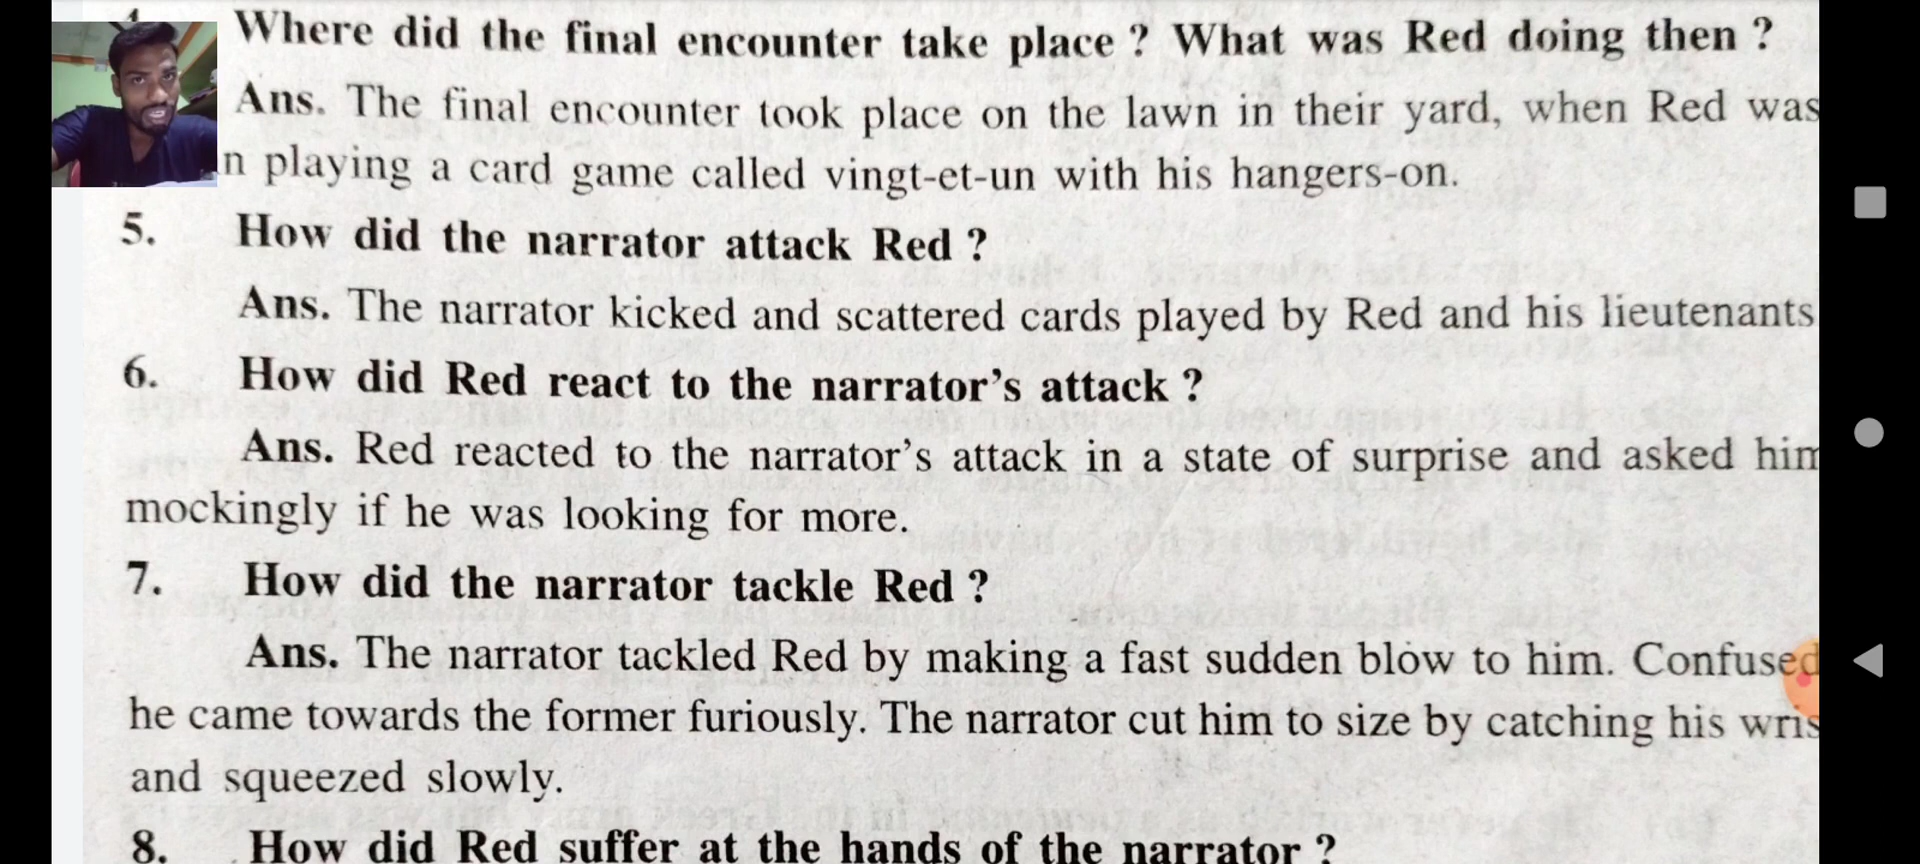 Where did the final encounter take place ? What was Red doing then ?
Ans. The final encounter took place on the lawn in their yard, when Red was
playing a card game called vingt-et-un with his hangers-on.
5. How did the narrator attack Red ?
Ans. The narrator kicked and scattered cards played by Red and his lieutenants
6. How did Red react to the narrator's attack ?
Ans. Red reacted to the narrator's attack in a state of surprise and asked
mockingly if he was looking for more.
7. How did the narrator tackle Red ?
Ans. The narrator tackled Red by making a fast sudden blow to him. Confused
he came towards the former furiously. The narrator cut him to size by catching his
and squeezed slowly.
8. How did Red suffer at the hands of the narrator ?